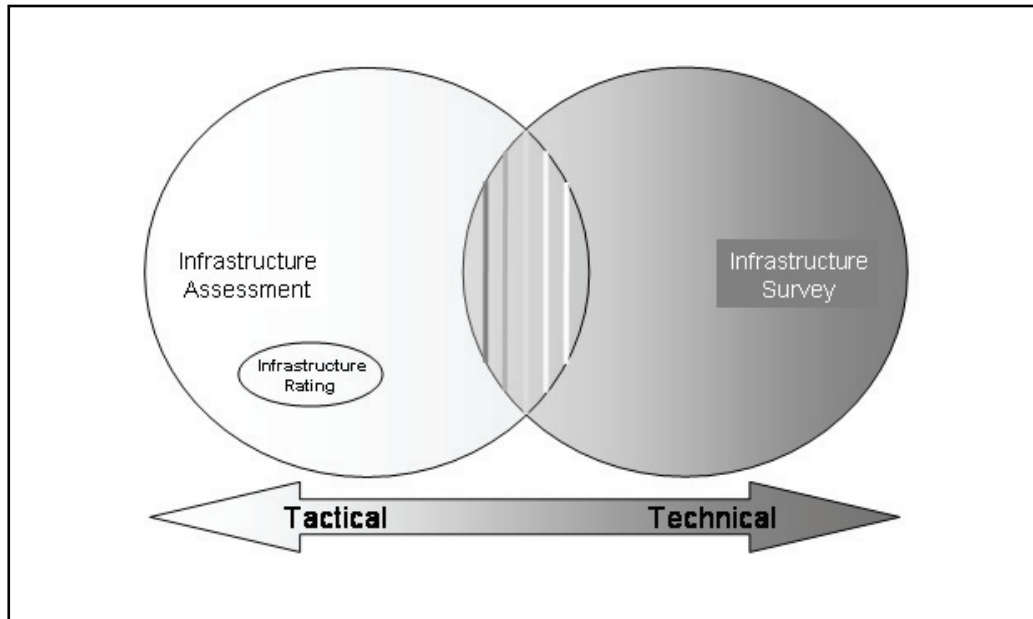 Infrastructure
Assessment
Infrastructure
Survey
Infrastructure
Rating
Tactical
Technical